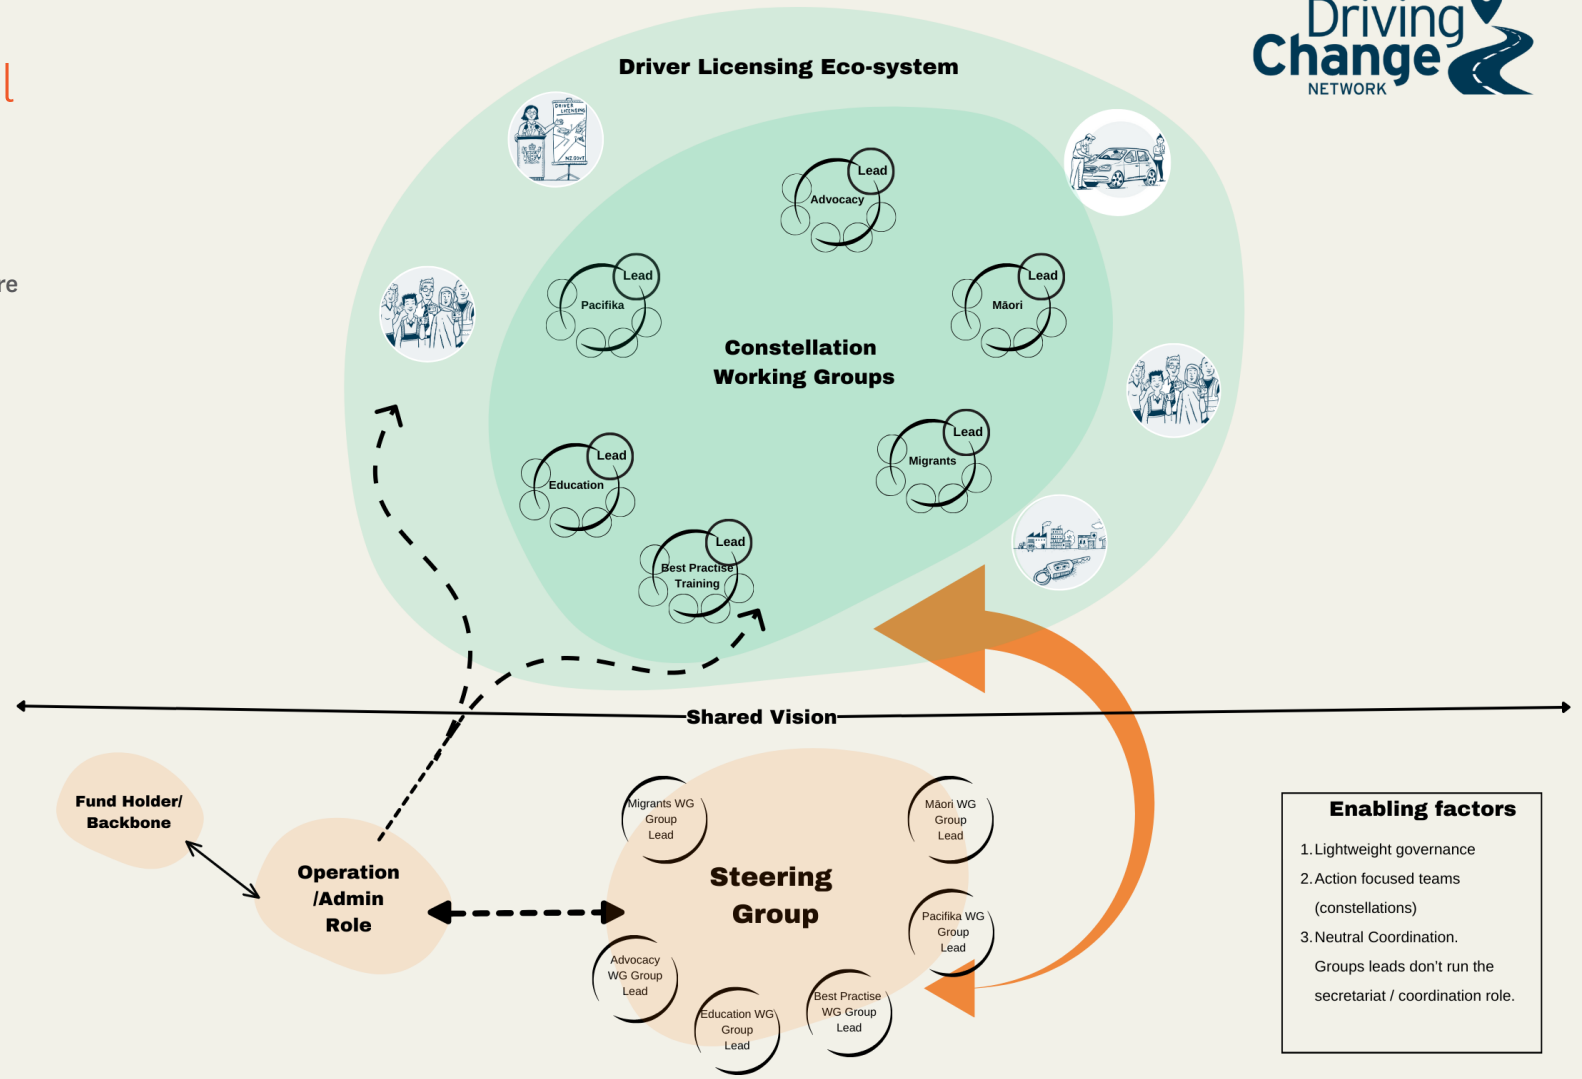 Driving
Change
NETWORK
l
re
Driver Licensing Eco-system
DRIVER
LICENSING
NZ.GOVT
Lead
Advocacy
Lead
Pacifika
Lead
Māori
Constellation
Working Groups
Lead
Migrants
Lead
Education
Lead
Best Practise
Training
Shared Vision
Fund Holder/
Backbone
Operation
/Admin
Role
Steering
Group
Migrants WG
Group
Lead
Māori WG
Group
Lead
Pacifika WG
Group
Lead
Advocacy
WG Group
Lead
Education WG
Group
Lead
Best Practise
WG Group
Lead
Enabling factors
1. Lightweight governance
2. Action focused teams
(constellations)
3. Neutral Coordination.
Groups leads don't run the
secretariat / coordination role.